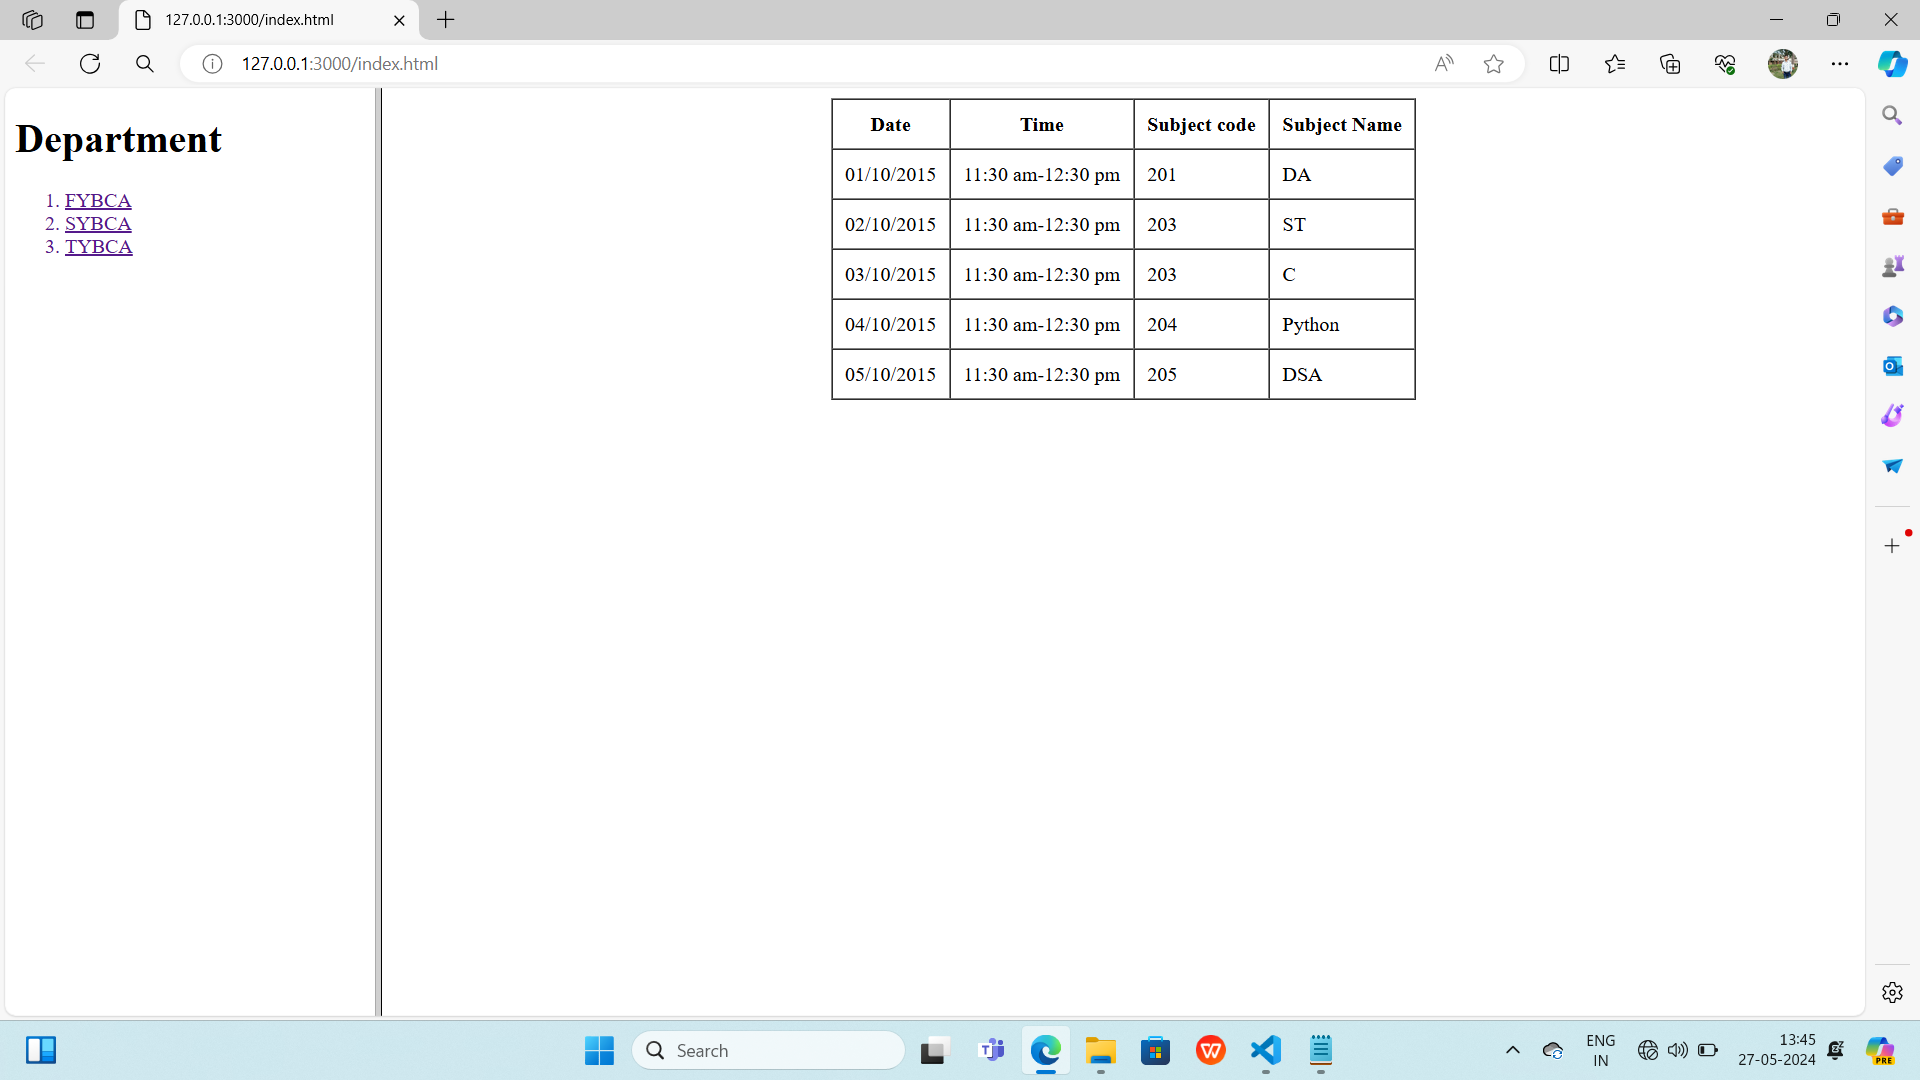 127.0.0.1:3000/index.html
127.0.0.1:3000/index.html
Department
1. FYBCA
2. SYBCA
3. TYBCA
Date Time Subject code Subject Name
01/10/2015 11:30 am-12:30 pm 201 DA
02/10/2015 11:30 am-12:30 pm 203 ST
03/10/2015 11:30 am-12:30 pm 203 C
04/10/2015 11:30 am-12:30 pm 204 Python
05/10/2015 11:30 am-12:30 pm 205 DSA
Search
ENG
IN
13:45
27-05-2024
PRE